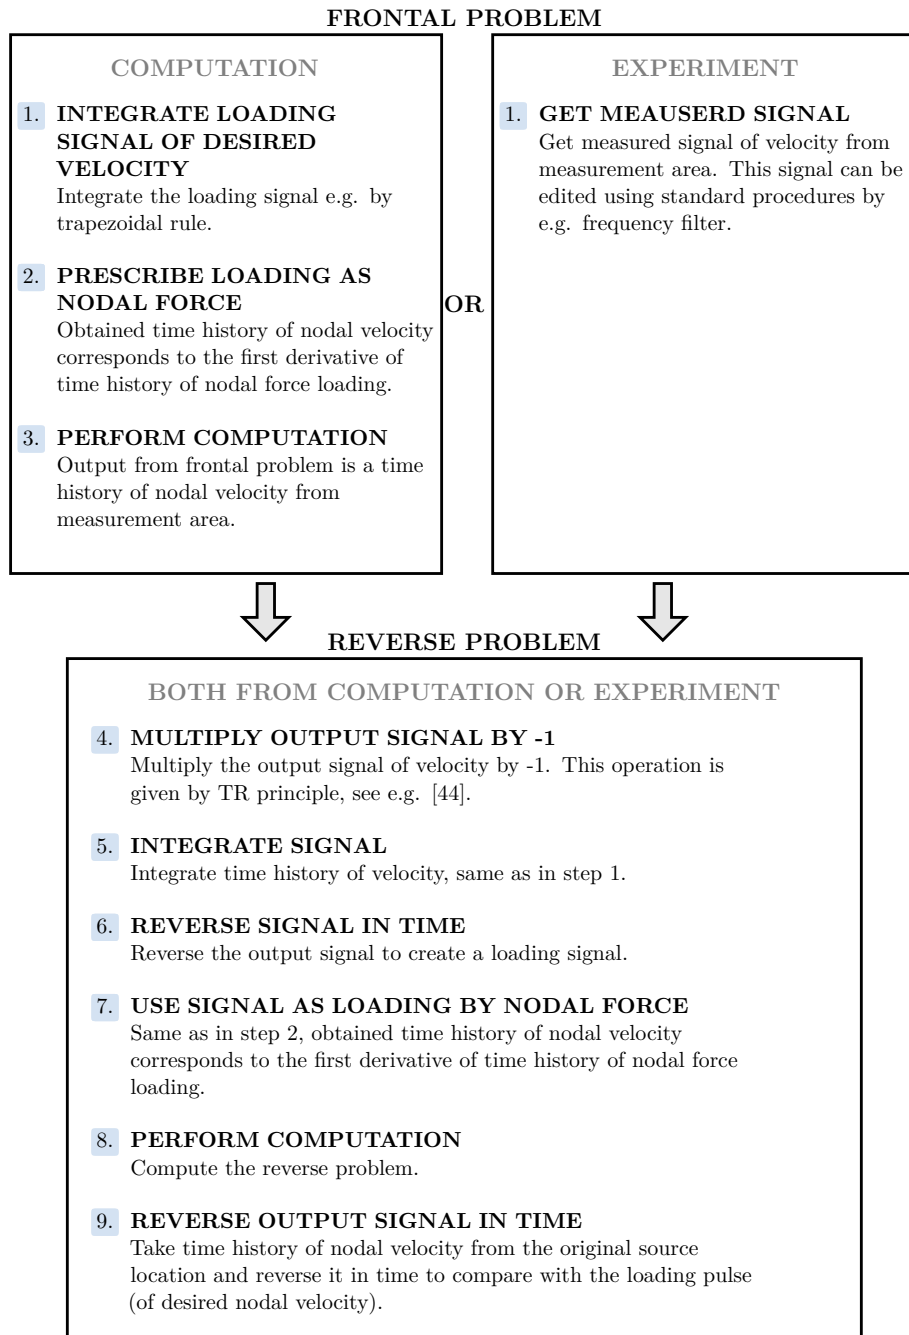 FRONTAL PROBLEM
COMPUTATION
1. INTEGRATE LOADING
SIGNAL OF DESIRED
VELOCITY
Integrate the loading signal e.g. by
trapezoidal rule.
2. PRESCRIBE LOADING AS
NODAL FORCE
Obtained time history of nodal velocity
corresponds to the first derivative of
time history of nodal force loading.
3. PERFORM COMPUTATION
Output from frontal problem is a time
history of nodal velocity from
measurement area.
OR
EXPERIMENT
1. GET MEAUSERD SIGNAL
Get measured signal of velocity from
measurement area. This signal can be
edited using standard procedures by
e.g. frequency filter.
REVERSE PROBLEM
BOTH FROM COMPUTATION OR EXPERIMENT
4. MULTIPLY OUTPUT SIGNAL BY -1
Multiply the output signal of velocity by -1. This operation is
given by TR principle, see e.g. [44].
5. INTEGRATE SIGNAL
Integrate time history of velocity, same as in step 1.
6. REVERSE SIGNAL IN TIME
Reverse the output signal to create a loading signal.
7. USE SIGNAL AS LOADING BY NODAL FORCE
Same as in step 2, obtained time history of nodal velocity
corresponds to the first derivative of time history of nodal force
loading.
8. PERFORM COMPUTATION
Compute the reverse problem.
9. REVERSE OUTPUT SIGNAL IN TIME
Take time history of nodal velocity from the original source
location and reverse it in time to compare with the loading pulse
(of desired nodal velocity).